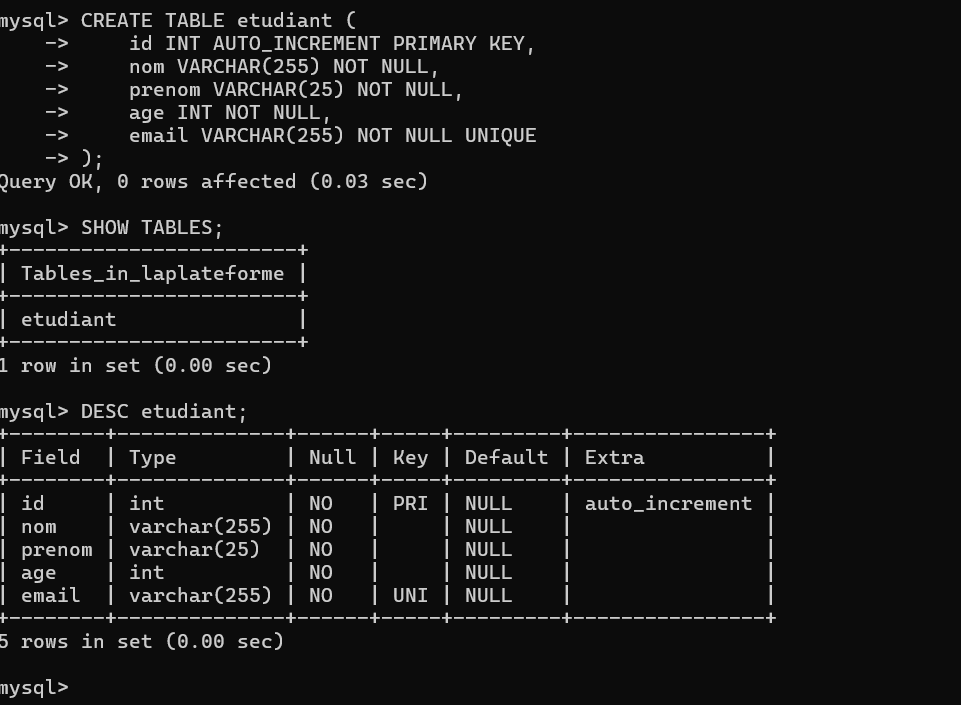 mysql> CREATE TABLE etudiant (
    ->     id INT AUTO_INCREMENT PRIMARY KEY,
    ->     nom VARCHAR(255) NOT NULL,
    ->     prenom VARCHAR(25) NOT NULL,
    ->     age INT NOT NULL,
    ->     email VARCHAR(255) NOT NULL UNIQUE
    -> );
Query OK, 0 rows affected (0.03 sec)

mysql> SHOW TABLES;
+------------------------+
| Tables_in_laplateforme |
+------------------------+
| etudiant               |
+------------------------+
1 row in set (0.00 sec)

mysql> DESC etudiant;
+--------+--------------+------+-----+---------+----------------+
| Field  | Type         | Null | Key | Default | Extra          |
+--------+--------------+------+-----+---------+----------------+
| id     | int          | NO   | PRI | NULL    | auto_increment |
| nom    | varchar(255) | NO   |     | NULL    |                |
| prenom | varchar(25)  | NO   |     | NULL    |                |
| age    | int          | NO   |     | NULL    |                |
| email  | varchar(255) | NO   | UNI | NULL    |                |
+--------+--------------+------+-----+---------+----------------+
5 rows in set (0.00 sec)

mysql>